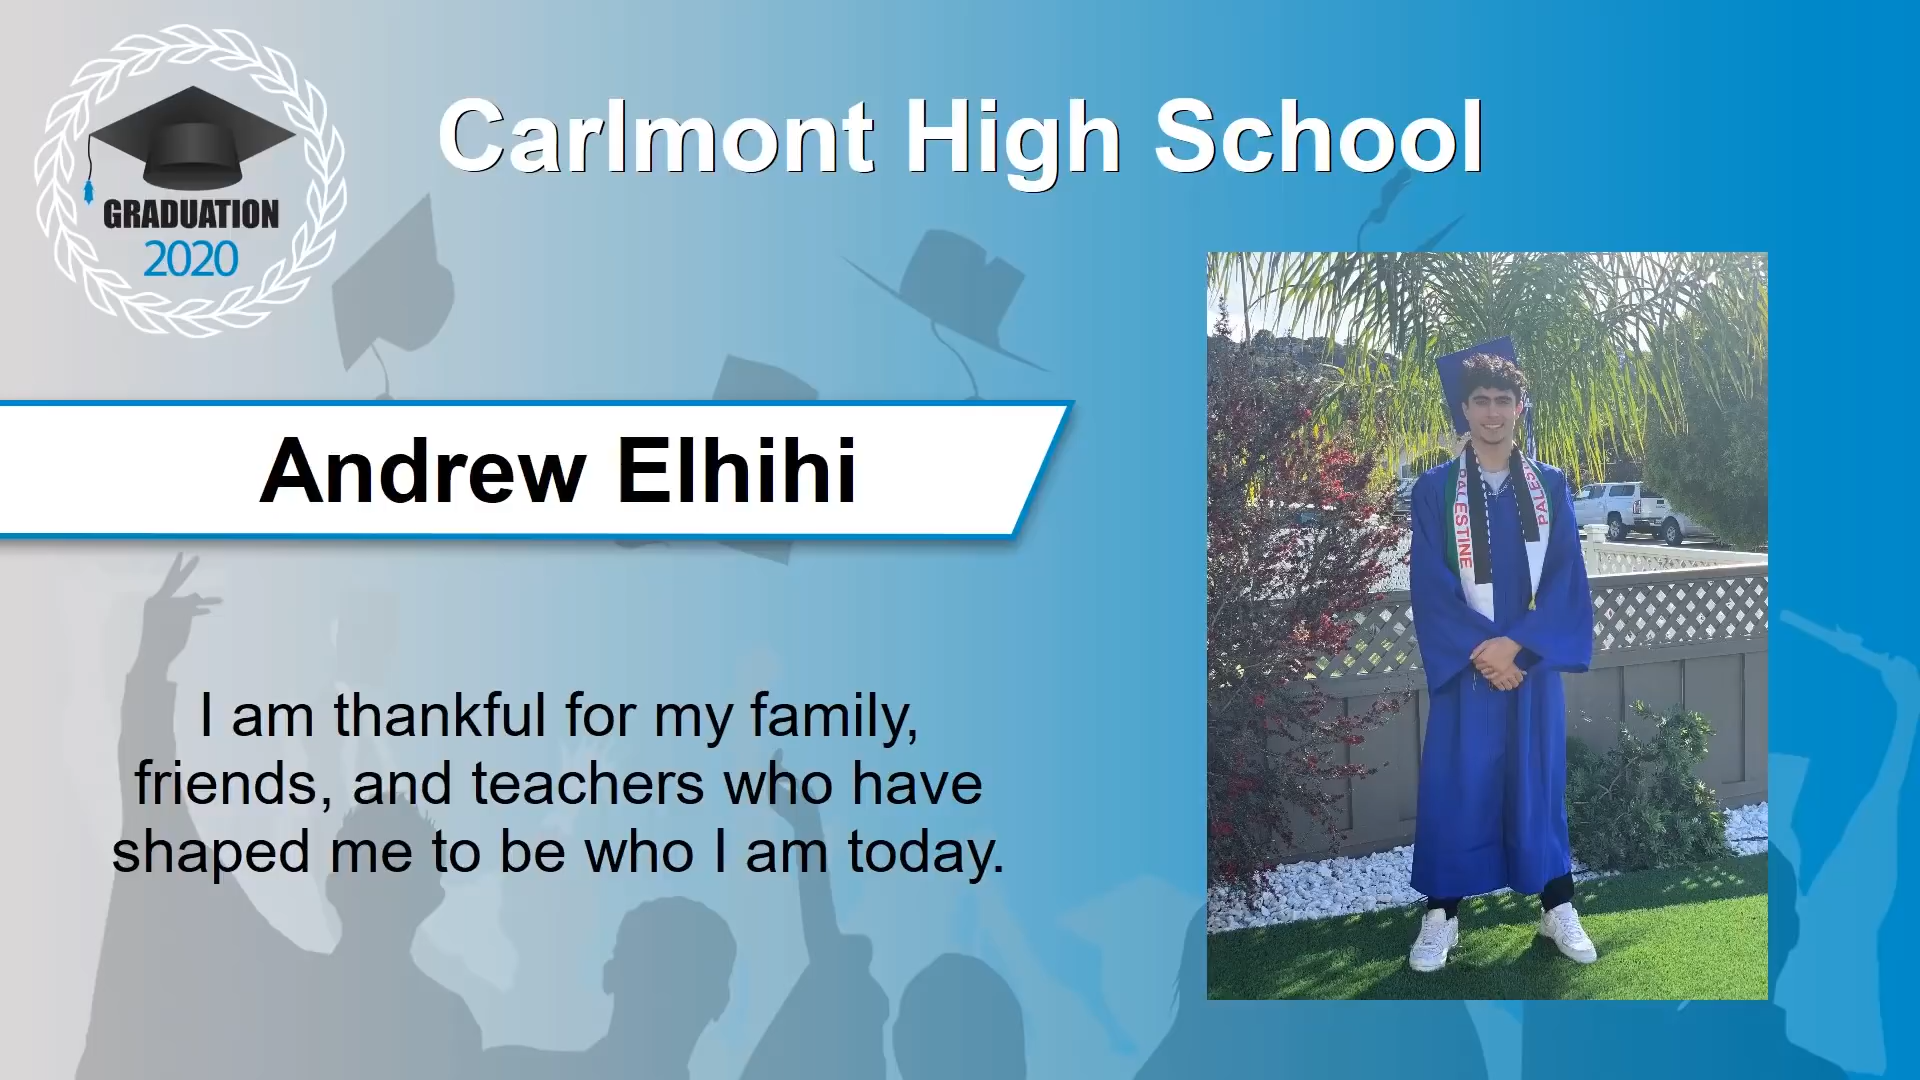 Carlmont High School
GRADUATION
2020
Andrew Elhihi
I am thankful for my family,
friends, and teachers who have
shaped me to be who I am today.
PALESTINE